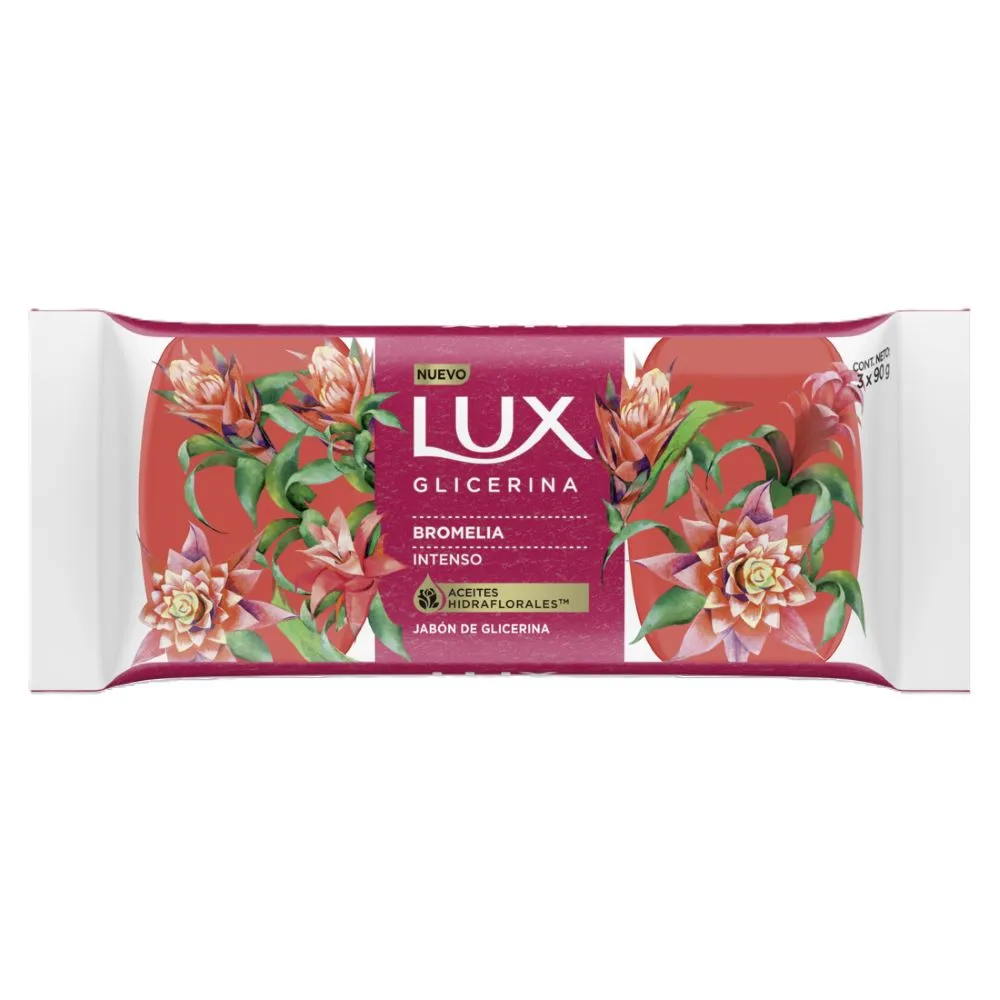 NUEVO
LUX
GLICERINA
BROMELIA
INTENSO
ACEITES
HIDRAFLORALES™
JABÓN DE GLICERINA
CONT. NETO:
3 x 90 g